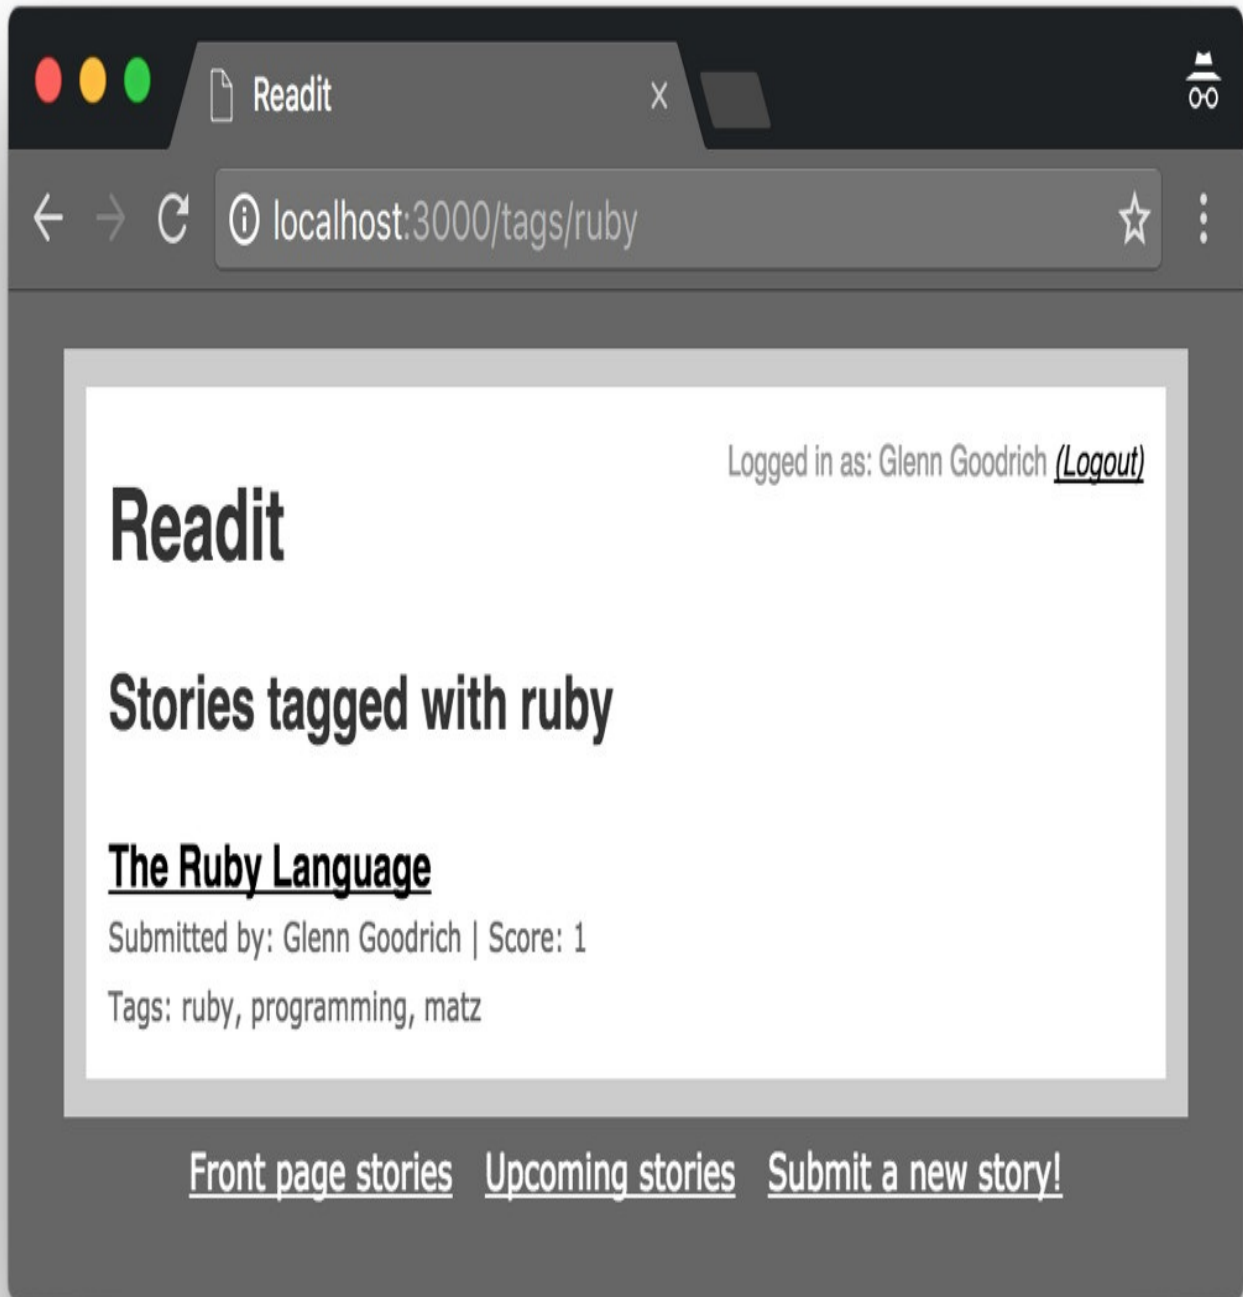 Readit
localhost:3000/tags/ruby
Logged in as: Glenn Goodrich (Logout)
Readit
Stories tagged with ruby
The Ruby Language
Submitted by: Glenn Goodrich | Score: 1
Tags: ruby, programming, matz
Front page stories Upcoming stories Submit a new story!